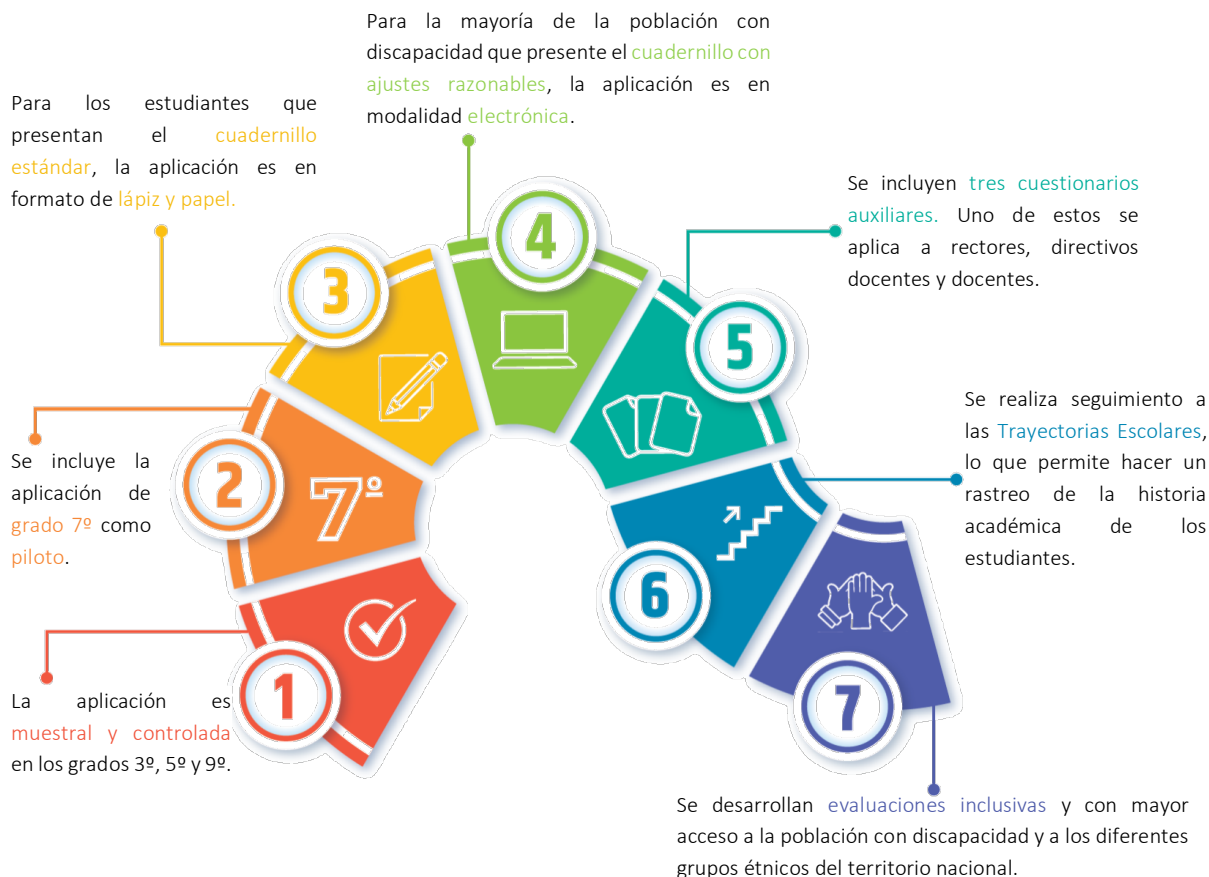 Para la mayoría de la población con
discapacidad que presente el cuadernillo con
ajustes razonables, la aplicación es en
modalidad electrónica.
Para los estudiantes que
presentan el cuadernillo
estándar, la aplicación es en
formato de lápiz y papel.
Se incluyen tres cuestionarios
auxiliares. Uno de estos se
aplica a rectores, directivos
docentes y docentes.
4
3
5
Se realiza seguimiento a
las Trayectorias Escolares,
lo que permite hacer un
rastreo de la historia
académica de los
estudiantes.
Se incluye la
aplicación de
grado 7º como
piloto.
2
7º
6
1
7
La aplicación es
muestral y controlada
en los grados 3º, 5º y 9º.
Se desarrollan evaluaciones inclusivas y con mayor
acceso a la población con discapacidad y a los diferentes
grupos étnicos del territorio nacional.